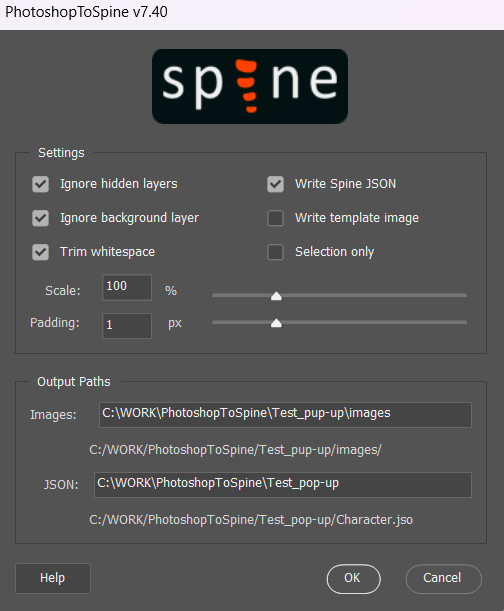 PhotoshopToSpine v7.40
spine
Settings
Ignore hidden layers
Write Spine JSON
Ignore background layer
Write template image
Trim whitespace
Selection only
Scale: 100 %
Padding: 1 px
Output Paths
Images: C:\WORK\PhotoshopToSpine\Test_pup-up\images
C:/WORK/PhotoshopToSpine/Test_pup-up/images/
JSON: C:\WORK\PhotoshopToSpine\Test_pop-up
C:/WORK/PhotoshopToSpine/Test_pop-up/Character.jso
Help
OK
Cancel